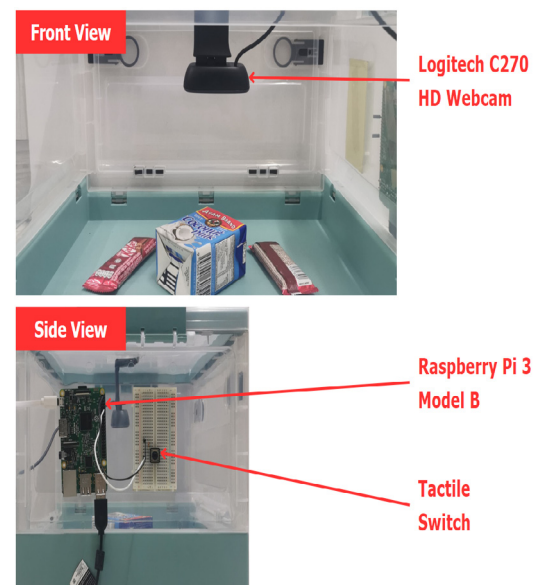 Front View
Logitech C270
HD Webcam
Side View
Raspberry Pi 3
Model B
Tactile
Switch